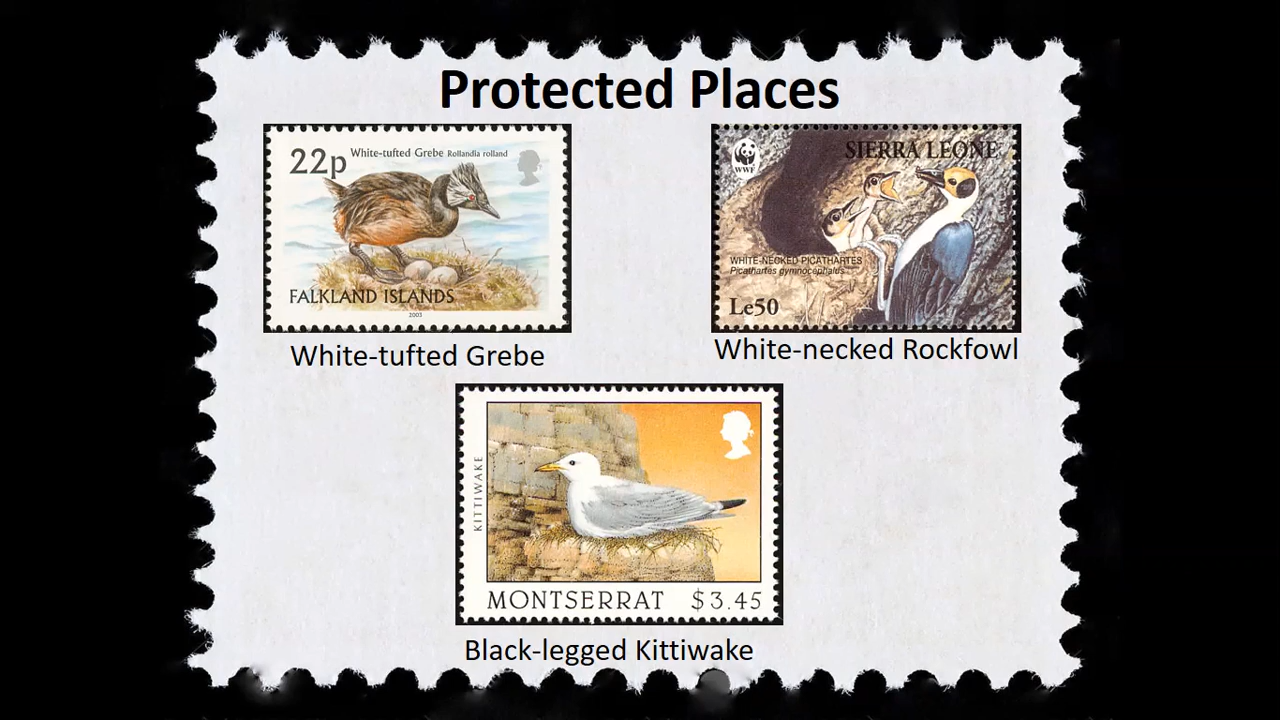 Protected Places
22p
White-tufted Grebe Rollandia rolland
FALKLAND ISLANDS
2003
White-tufted Grebe
WWF
SIERRA LEONE
WHITE-NECKED PICATHARTES
Picathartes gymnocephalus
Le50
White-necked Rockfowl
KITTIWAKE
MONTSERRAT $3.45
Black-legged Kittiwake